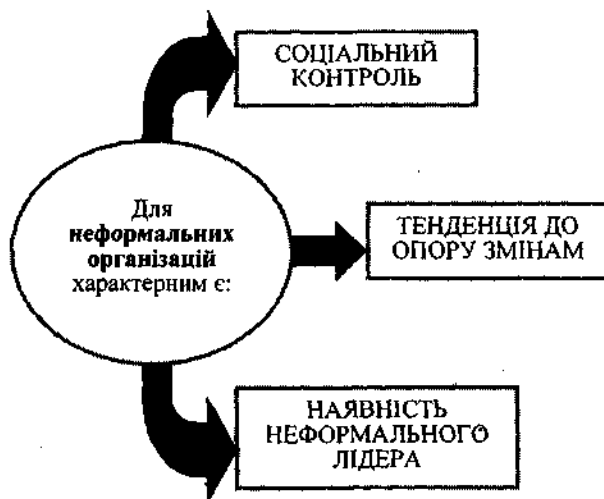 СОЦІАЛЬНИЙ
КОНТРОЛЬ
Для
неформальних
організацій
характерним є:
ТЕНДЕНЦІЯ ДО
ОПОРУ ЗМІНАМ
НАЯВНІСТЬ
НЕФОРМАЛЬНОГО
ЛІДЕРА